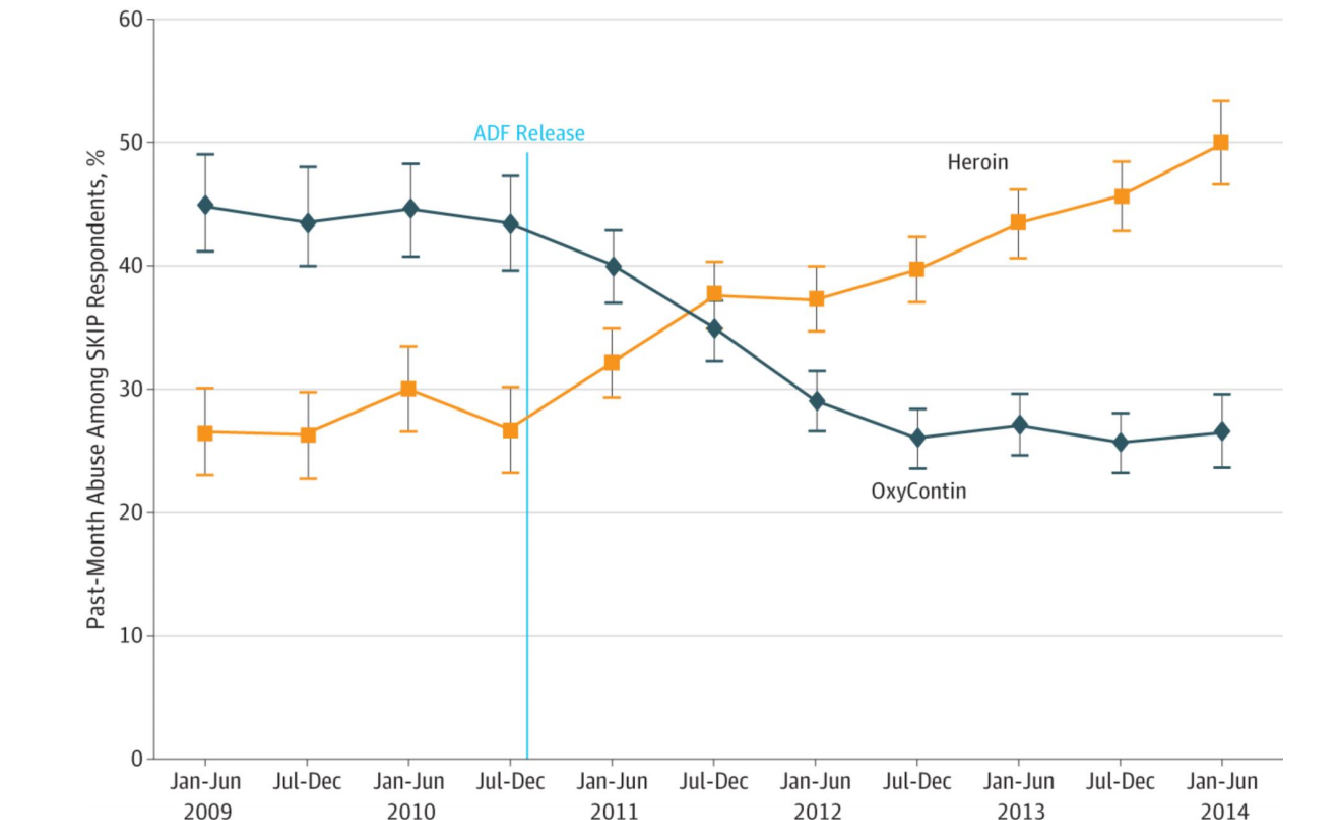 60
ADF Release
50
Heroin
40
30
20
OxyContin
10
0
Past-Month Abuse Among SKIP Respondents, %
Jan-Jun Jul-Dec Jan-Jun Jul-Dec Jan-Jun Jul-Dec Jan-Jun Jul-Dec Jan-Jun Jul-Dec Jan-Jun
2009 2010 2011 2012 2013 2014